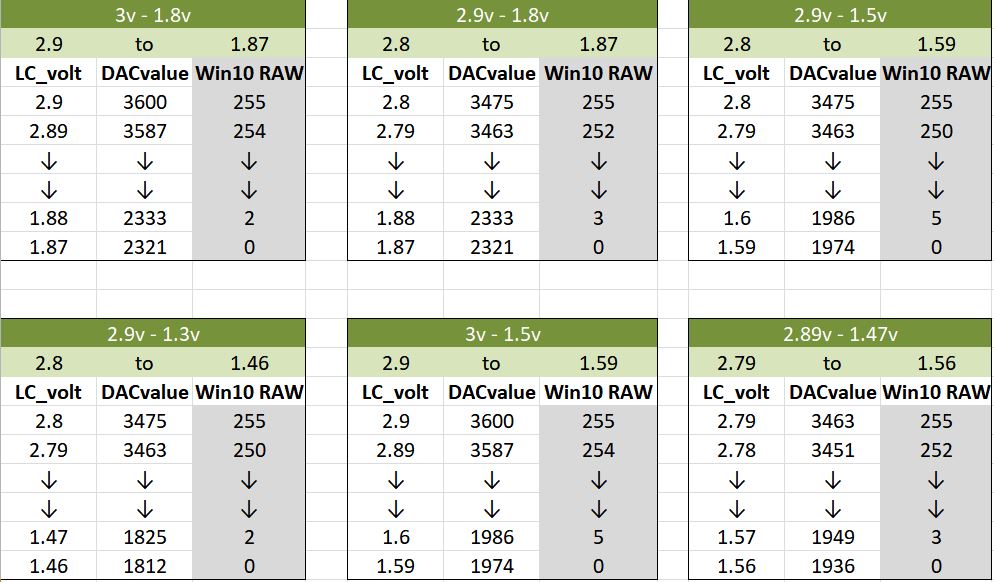 3v - 1.8v 2.9v - 1.8v 2.9v - 1.5v
2.9 to 1.87 2.8 to 1.87 2.8 to 1.59
LC_volt DACvalue Win10 RAW LC_volt DACvalue Win10 RAW LC_volt DACvalue Win10 RAW
2.9 3600 255 2.8 3475 255 2.8 3475 255
2.89 3587 254 2.79 3463 252 2.79 3463 250
↓ ↓ ↓ ↓ ↓ ↓ ↓ ↓ ↓
↓ ↓ ↓ ↓ ↓ ↓ ↓ ↓ ↓
1.88 2333 2 1.88 2333 3 1.6 1986 5
1.87 2321 0 1.87 2321 0 1.59 1974 0
2.9v - 1.3v 3v - 1.5v 2.89v - 1.47v
2.8 to 1.46 2.9 to 1.59 2.79 to 1.56
LC_volt DACvalue Win10 RAW LC_volt DACvalue Win10 RAW LC_volt DACvalue Win10 RAW
2.8 3475 255 2.9 3600 255 2.79 3463 255
2.79 3463 250 2.89 3587 254 2.78 3451 252
↓ ↓ ↓ ↓ ↓ ↓ ↓ ↓ ↓
↓ ↓ ↓ ↓ ↓ ↓ ↓ ↓ ↓
1.47 1825 2 1.6 1986 5 1.57 1949 3
1.46 1812 0 1.59 1974 0 1.56 1936 0